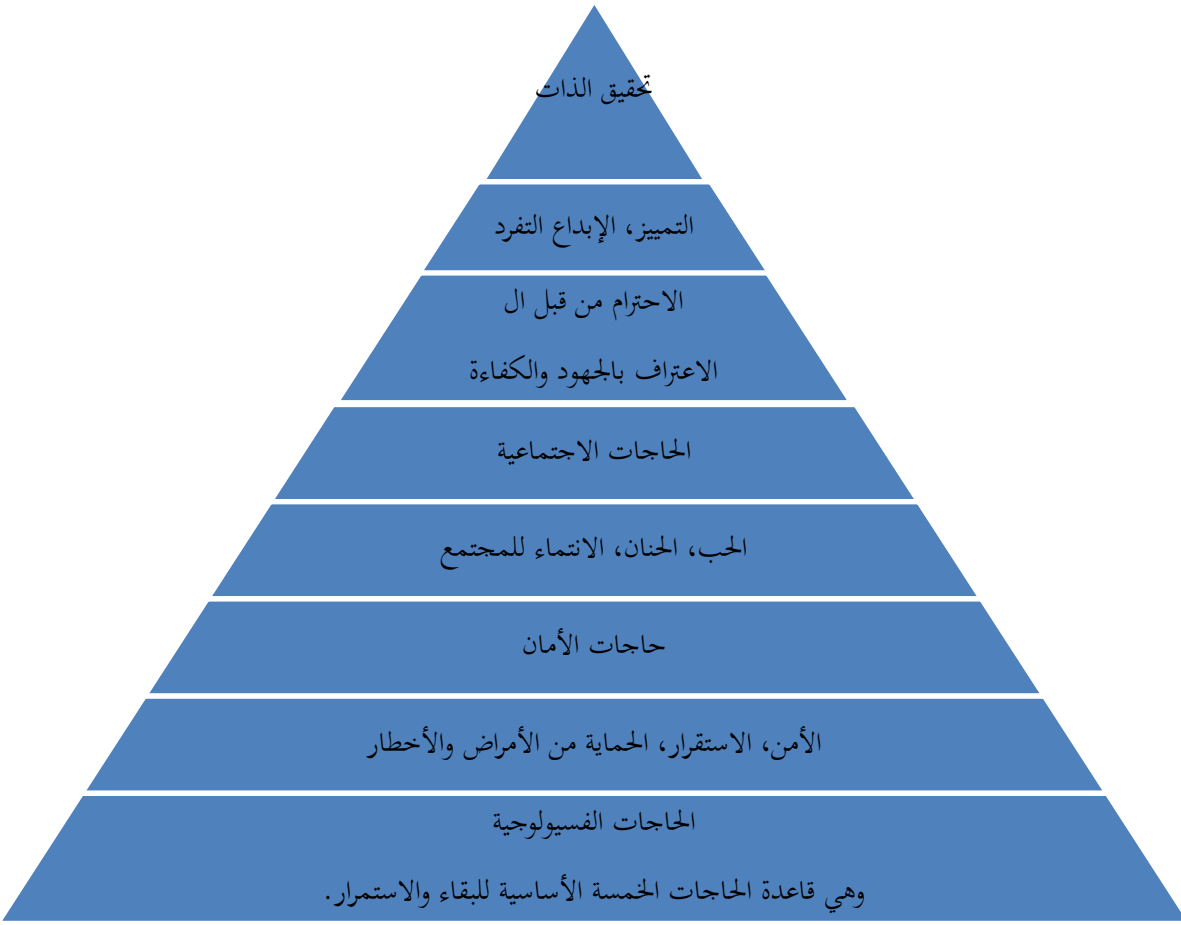 تحقيق الذات
التمييز، الإبداع التفرد
الاحترام من قبل ال
الاعتراف بالجهود والكفاءة
الحاجات الاجتماعية
الحب، الحنان، الانتماء للمجتمع
حاجات الأمان
الأمن، الاستقرار، الحماية من الأمراض والأخطار
الحاجات الفسيولوجية
وهي قاعدة الحاجات الخمسة الأساسية للبقاء والاستمرار.